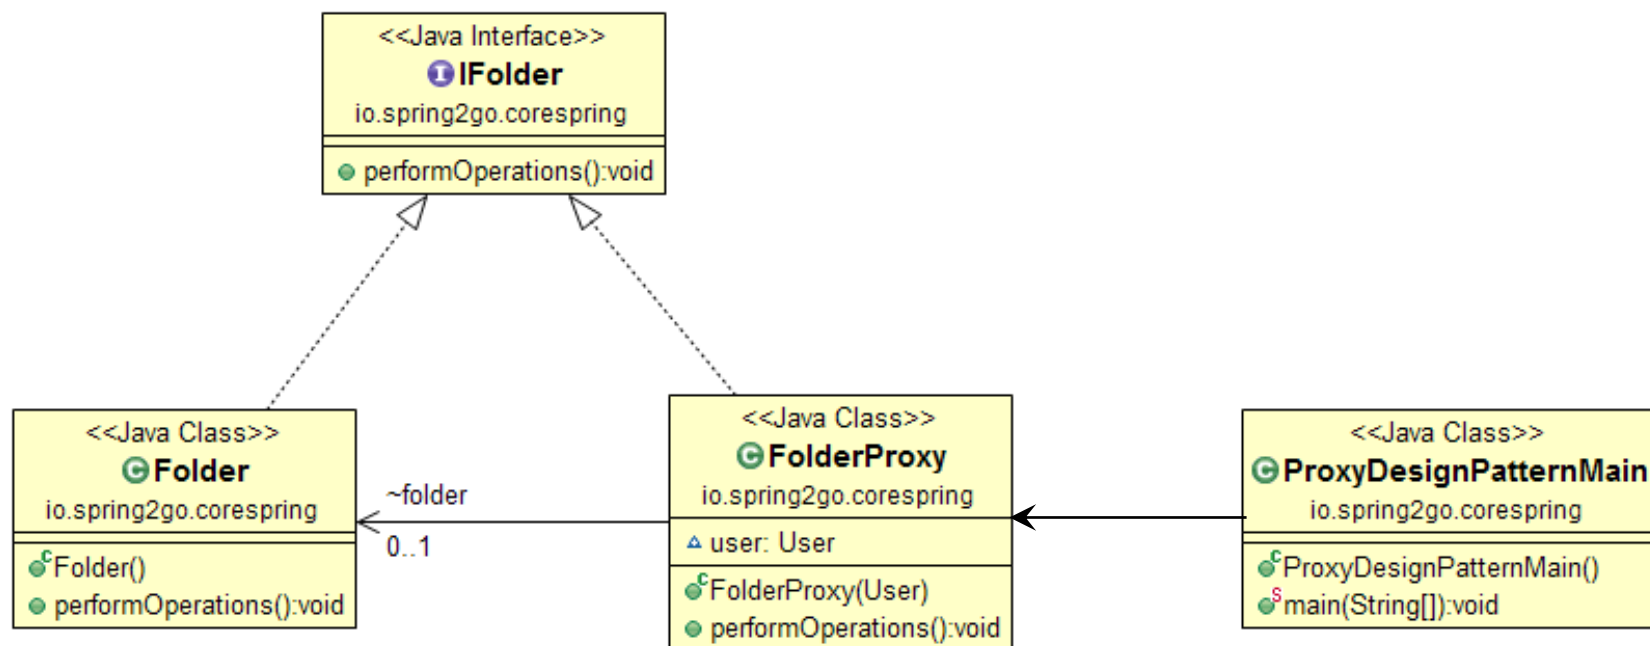 <<Java Interface>>
I IFolder
io.spring2go.corespring
performOperations():void
<<Java Class>>
C Folder
io.spring2go.corespring
C Folder()
performOperations():void
~folder
0..1
<<Java Class>>
C FolderProxy
io.spring2go.corespring
user: User
C FolderProxy(User)
performOperations():void
<<Java Class>>
C ProxyDesignPatternMain
io.spring2go.corespring
C ProxyDesignPatternMain()
S main(String[]):void